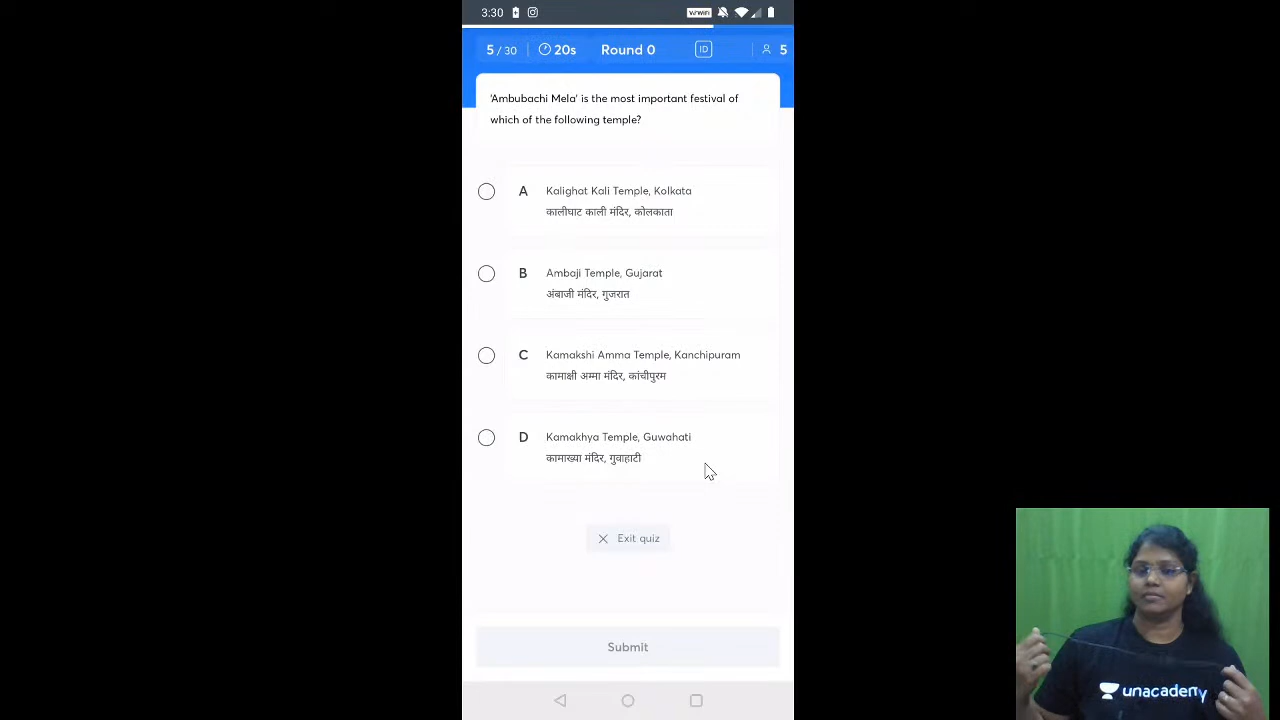 3:30
5 / 30 20s Round 0 ID 5
'Ambubachi Mela' is the most important festival of
which of the following temple?
A Kalighat Kali Temple, Kolkata
कालीघाट काली मंदिर, कोलकाता
B Ambaji Temple, Gujarat
अंबाजी मंदिर, गुजरात
C Kamakshi Amma Temple, Kanchipuram
कामाक्षी अम्मा मंदिर, कांचीपुरम
D Kamakhya Temple, Guwahati
कामाख्या मंदिर, गुवाहाटी
Exit quiz
Submit
unacademy